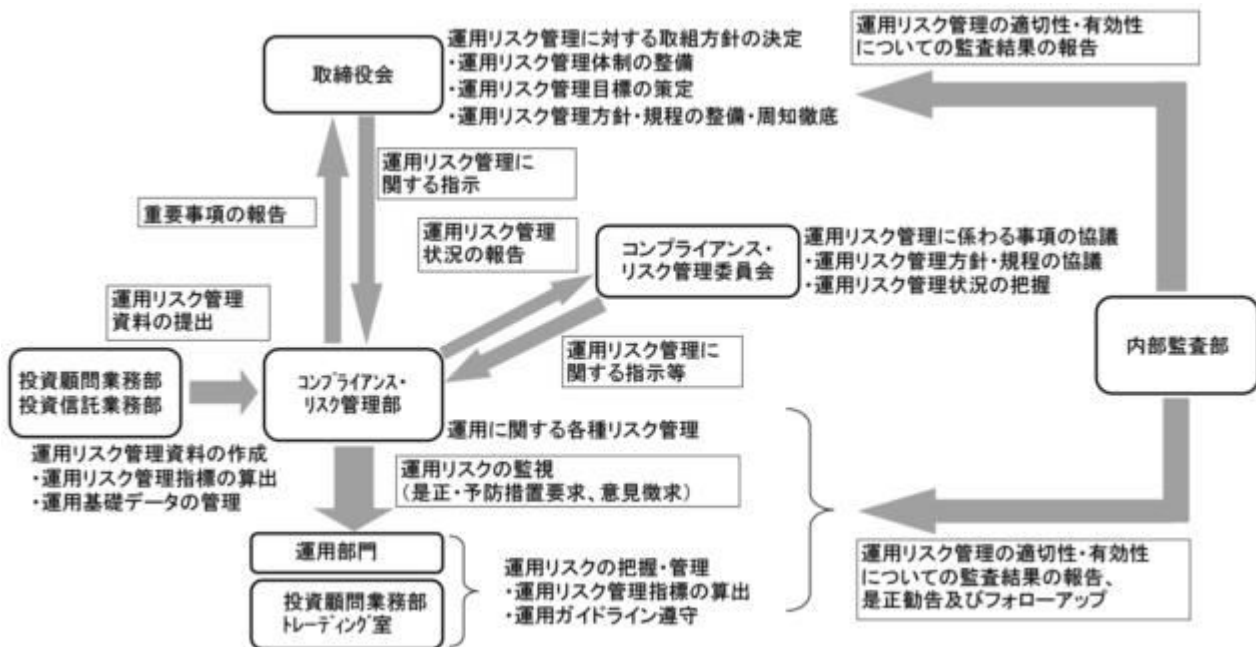 取締役会
運用リスク管理に対する取組方針の決定
・運用リスク管理体制の整備
・運用リスク管理目標の策定
・運用リスク管理方針・規程の整備・周知徹底
運用リスク管理の適切性・有効性
についての監査結果の報告
運用リスク管理に
関する指示
重要事項の報告
運用リスク管理
状況の報告
コンプライアンス・
リスク管理委員会
運用リスク管理に係わる事項の協議
・運用リスク管理方針・規程の協議
・運用リスク管理状況の把握
運用リスク管理
資料の提出
運用リスク管理に
関する指示等
内部監査部
投資顧問業務部
投資信託業務部
コンプライアンス・
リスク管理部
運用に関する各種リスク管理
運用リスク管理資料の作成
・運用リスク管理指標の算出
・運用基礎データの管理
運用リスクの監視
(是正・予防措置要求、意見徴求)
運用部門
投資顧問業務部
トレーディング室
運用リスクの把握・管理
・運用リスク管理指標の算出
・運用ガイドライン遵守
運用リスク管理の適切性・有効性
についての監査結果の報告、
是正勧告及びフォローアップ